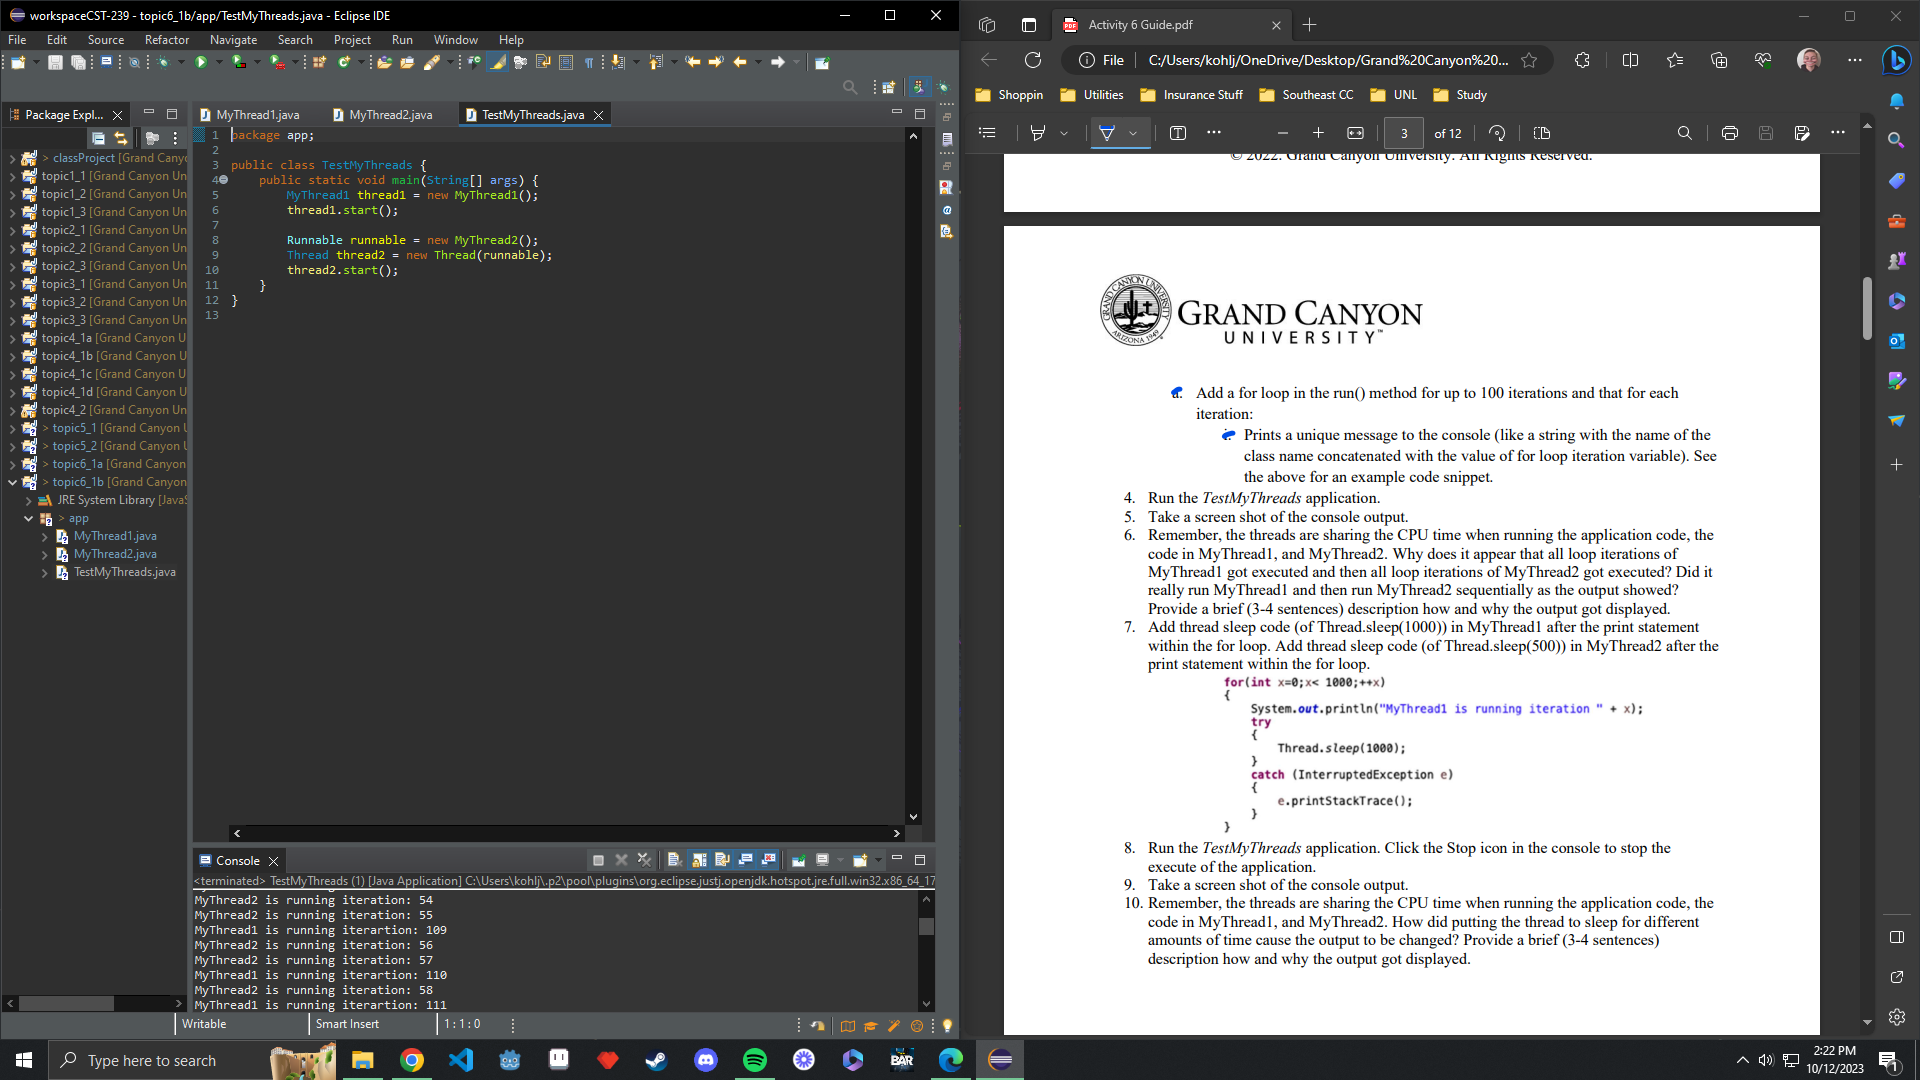 workspaceCST-239 - topic6_1b/app/TestMyThreads.java - Eclipse IDE
File Edit Source Refactor Navigate Search Project Run Window Help
Package Expl...
classProject [Grand Canyo
topic1_1 [Grand Canyon Un
topic1_2 [Grand Canyon Un
topic1_3 [Grand Canyon Un
topic2_1 [Grand Canyon Un
topic2_2 [Grand Canyon Un
topic2_3 [Grand Canyon Un
topic3_1 [Grand Canyon Un
topic3_2 [Grand Canyon Un
topic3_3 [Grand Canyon Un
topic4_1a [Grand Canyon U
topic4_1b [Grand Canyon U
topic4_1c [Grand Canyon U
topic4_1d [Grand Canyon U
topic4_2 [Grand Canyon Un
> topic5_1 [Grand Canyon U
> topic5_2 [Grand Canyon U
> topic6_1a [Grand Canyon
> topic6_1b [Grand Canyon
JRE System Library [JavaS
> app
MyThread1.java
MyThread2.java
TestMyThreads.java
MyThread1.java MyThread2.java TestMyThreads.java
1 package app;
2
3 public class TestMyThreads {
4 public static void main(String[] args) {
5 MyThread1 thread1 = new MyThread1();
6 thread1.start();
7
8 Runnable runnable = new MyThread2();
9 Thread thread2 = new Thread(runnable);
10 thread2.start();
11 }
12 }
13
Console
<terminated> TestMyThreads (1) [Java Application] C:\Users\kohlj\.p2\pool\plugins\org.eclipse.justj.openjdk.hotspot.jre.full.win32.x86_64_17
MyThread2 is running iteration: 54
MyThread2 is running iteration: 55
MyThread1 is running iterartion: 109
MyThread2 is running iteration: 56
MyThread2 is running iteration: 57
MyThread1 is running iterartion: 110
MyThread2 is running iteration: 58
MyThread1 is running iterartion: 111
Writable Smart Insert 1 : 1 : 0
Activity 6 Guide.pdf
File C:/Users/kohlj/OneDrive/Desktop/Grand%20Canyon%20...
Shoppin Utilities Insurance Stuff Southeast CC UNL Study
3 of 12
© 2022. Grand Canyon University. All Rights Reserved.
GRAND CANYON
UNIVERSITY™
a. Add a for loop in the run() method for up to 100 iterations and that for each
iteration:
i. Prints a unique message to the console (like a string with the name of the
class name concatenated with the value of for loop iteration variable). See
the above for an example code snippet.
4. Run the TestMyThreads application.
5. Take a screen shot of the console output.
6. Remember, the threads are sharing the CPU time when running the application code, the
code in MyThread1, and MyThread2. Why does it appear that all loop iterations of
MyThread1 got executed and then all loop iterations of MyThread2 got executed? Did it
really run MyThread1 and then run MyThread2 sequentially as the output showed?
Provide a brief (3-4 sentences) description how and why the output got displayed.
7. Add thread sleep code (of Thread.sleep(1000)) in MyThread1 after the print statement
within the for loop. Add thread sleep code (of Thread.sleep(500)) in MyThread2 after the
print statement within the for loop.
for(int x=0;x< 1000;++x)
{
System.out.println("MyThread1 is running iteration " + x);
try
{
Thread.sleep(1000);
}
catch (InterruptedException e)
{
e.printStackTrace();
}
}
8. Run the TestMyThreads application. Click the Stop icon in the console to stop the
execute of the application.
9. Take a screen shot of the console output.
10. Remember, the threads are sharing the CPU time when running the application code, the
code in MyThread1, and MyThread2. How did putting the thread to sleep for different
amounts of time cause the output to be changed? Provide a brief (3-4 sentences)
description how and why the output got displayed.
Type here to search
BAR
2:22 PM
10/12/2023
1